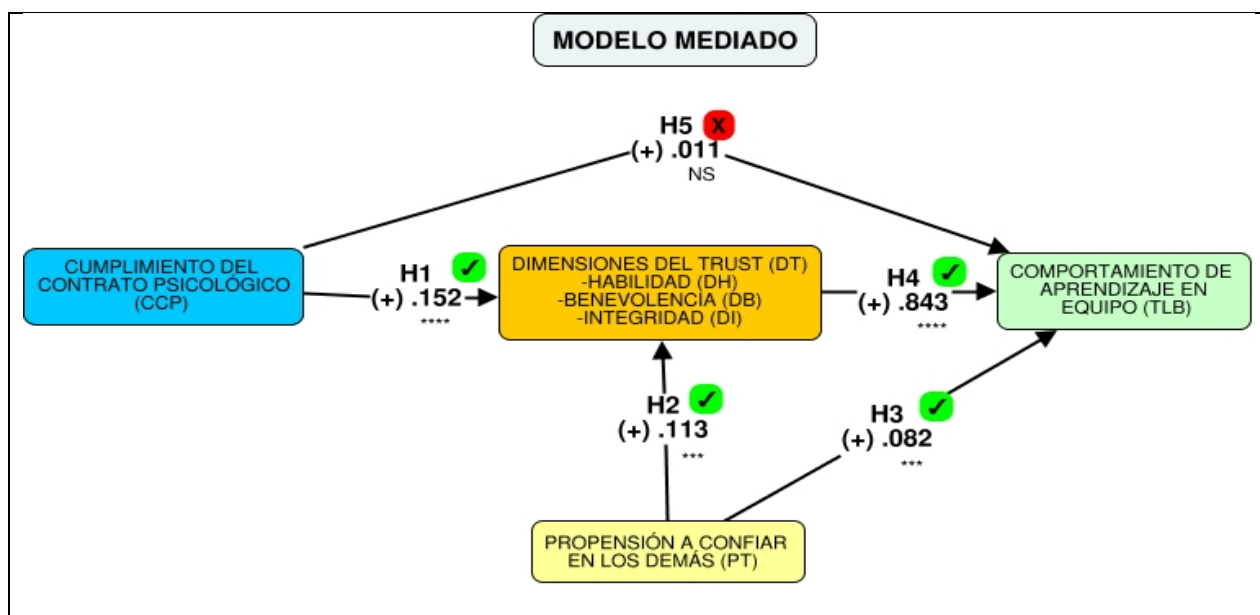 MODELO MEDIADO
H5 X
(+) .011
NS
CUMPLIMIENTO DEL
CONTRATO PSICOLÓGICO
(CCP)
H1 ✓
(+) .152
****
DIMENSIONES DEL TRUST (DT)
-HABILIDAD (DH)
-BENEVOLENCIA (DB)
-INTEGRIDAD (DI)
H4 ✓
(+) .843
****
COMPORTAMIENTO DE
APRENDIZAJE EN
EQUIPO (TLB)
H2 ✓
(+) .113
***
H3 ✓
(+) .082
***
PROPENSIÓN A CONFIAR
EN LOS DEMÁS (PT)